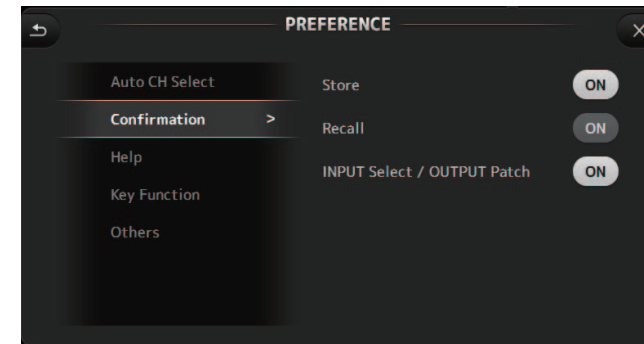 PREFERENCE
Auto CH Select
Confirmation >
Help
Key Function
Others
Store ON
Recall ON
INPUT Select / OUTPUT Patch ON